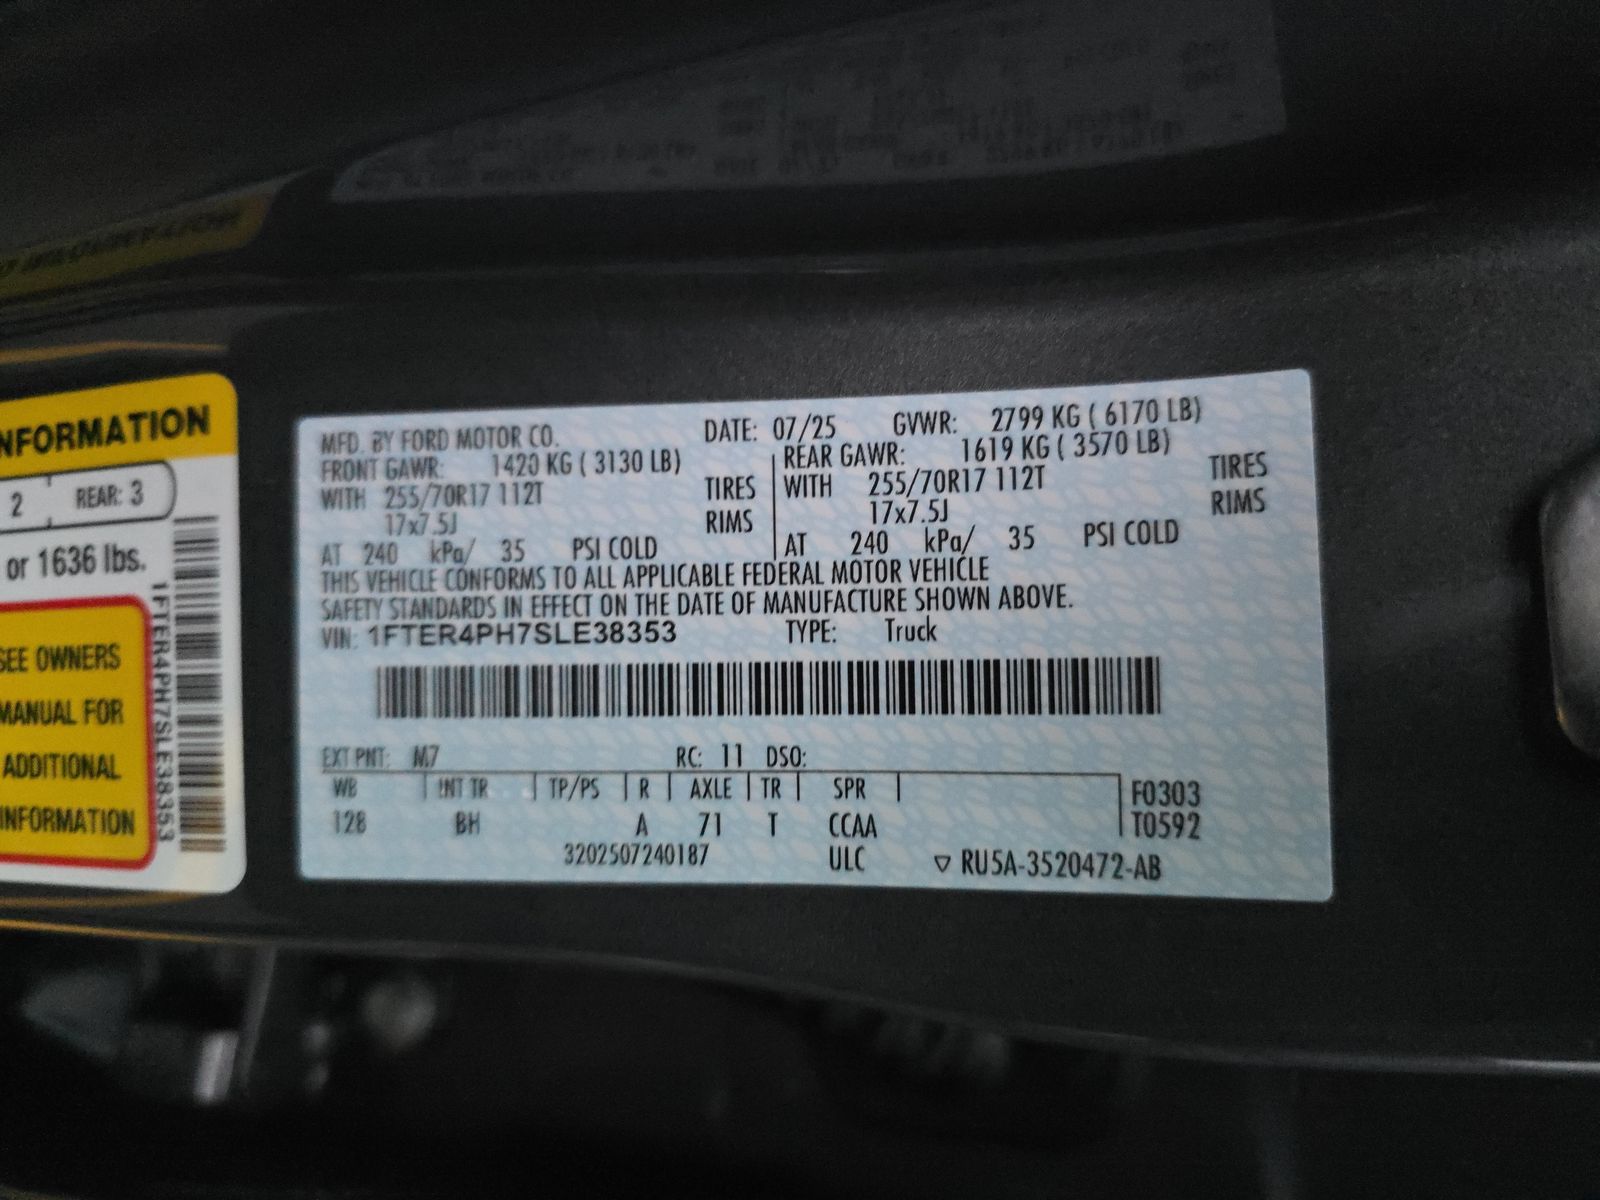 NFORMATION
2 REAR: 3
or 1636 lbs.
SEE OWNERS
MANUAL FOR
ADDITIONAL
INFORMATION
1FTER4PH7SLE38353
MFD. BY FORD MOTOR CO. DATE: 07/25 GVWR: 2799 KG ( 6170 LB)
FRONT GAWR: 1420 KG ( 3130 LB) REAR GAWR: 1619 KG ( 3570 LB)
WITH 255/70R17 112T TIRES WITH 255/70R17 112T TIRES
17x7.5J RIMS 17x7.5J RIMS
AT 240 kPa/ 35 PSI COLD AT 240 kPa/ 35 PSI COLD
THIS VEHICLE CONFORMS TO ALL APPLICABLE FEDERAL MOTOR VEHICLE
SAFETY STANDARDS IN EFFECT ON THE DATE OF MANUFACTURE SHOWN ABOVE.
VIN: 1FTER4PH7SLE38353 TYPE: Truck
EXT PNT: M7 RC: 11 DSO:
WB INT TR TP/PS R AXLE TR SPR F0303
128 BH A 71 T CCAA T0592
3202507240187 ULC ▽ RU5A-3520472-AB